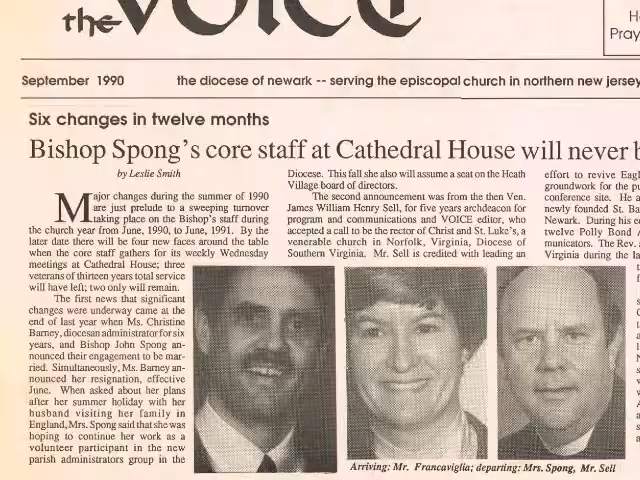 the VOICE
H
Pray
September 1990 the diocese of newark -- serving the episcopal church in northern new jersey
Six changes in twelve months
Bishop Spong's core staff at Cathedral House will never b
by Leslie Smith
Major changes during the summer of 1990
are just prelude to a sweeping turnover
taking place on the Bishop's staff during
the church year from June, 1990, to June, 1991. By the
later date there will be four new faces around the table
when the core staff gathers for its weekly Wednesday
meetings at Cathedral House; three
veterans of thirteen years total service
will have left; two only will remain.
The first news that significant
changes were underway came at the
end of last year when Ms. Christine
Barney, diocesan administrator for six
years, and Bishop John Spong an-
nounced their engagement to be mar-
ried. Simultaneously, Ms. Barney an-
nounced her resignation, effective
June. When asked about her plans
after her summer holiday with her
husband visiting her family in
England, Mrs. Spong said that she was
hoping to continue her work as a
volunteer participant in the new
parish administrators group in the
Diocese. This fall she also will assume a seat on the Heath
Village board of directors.
The second announcement was from the then Ven.
James William Henry Sell, for five years archdeacon for
program and communications and VOICE editor, who
accepted a call to be the rector of Christ and St. Luke's, a
venerable church in Norfolk, Virginia, Diocese of
Southern Virginia. Mr. Sell is credited with leading an
effort to revive Eagl
groundwork for the p
conference site. He a
newly founded St. Ba
Newark. During his ed
twelve Polly Bond A
municators. The Rev.
Virginia during the la
Arriving: Mr. Francaviglia; departing: Mrs. Spong, Mr. Sell